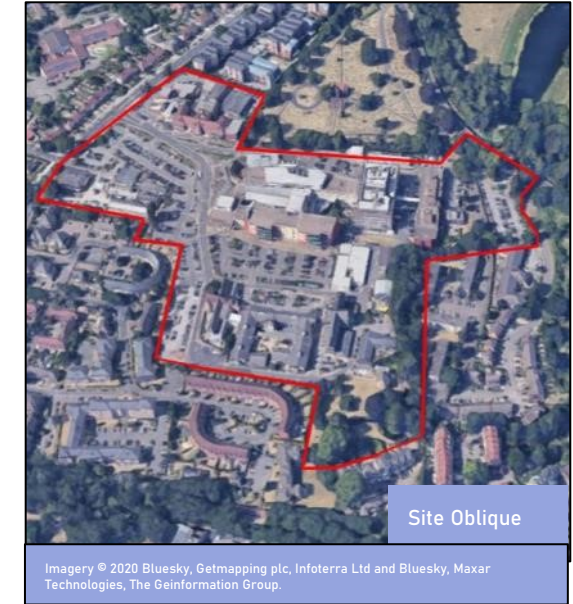 Site Oblique
Imagery © 2020 Bluesky, Getmapping plc, Infoterra Ltd and Bluesky, Maxar
Technologies, The Geinformation Group.